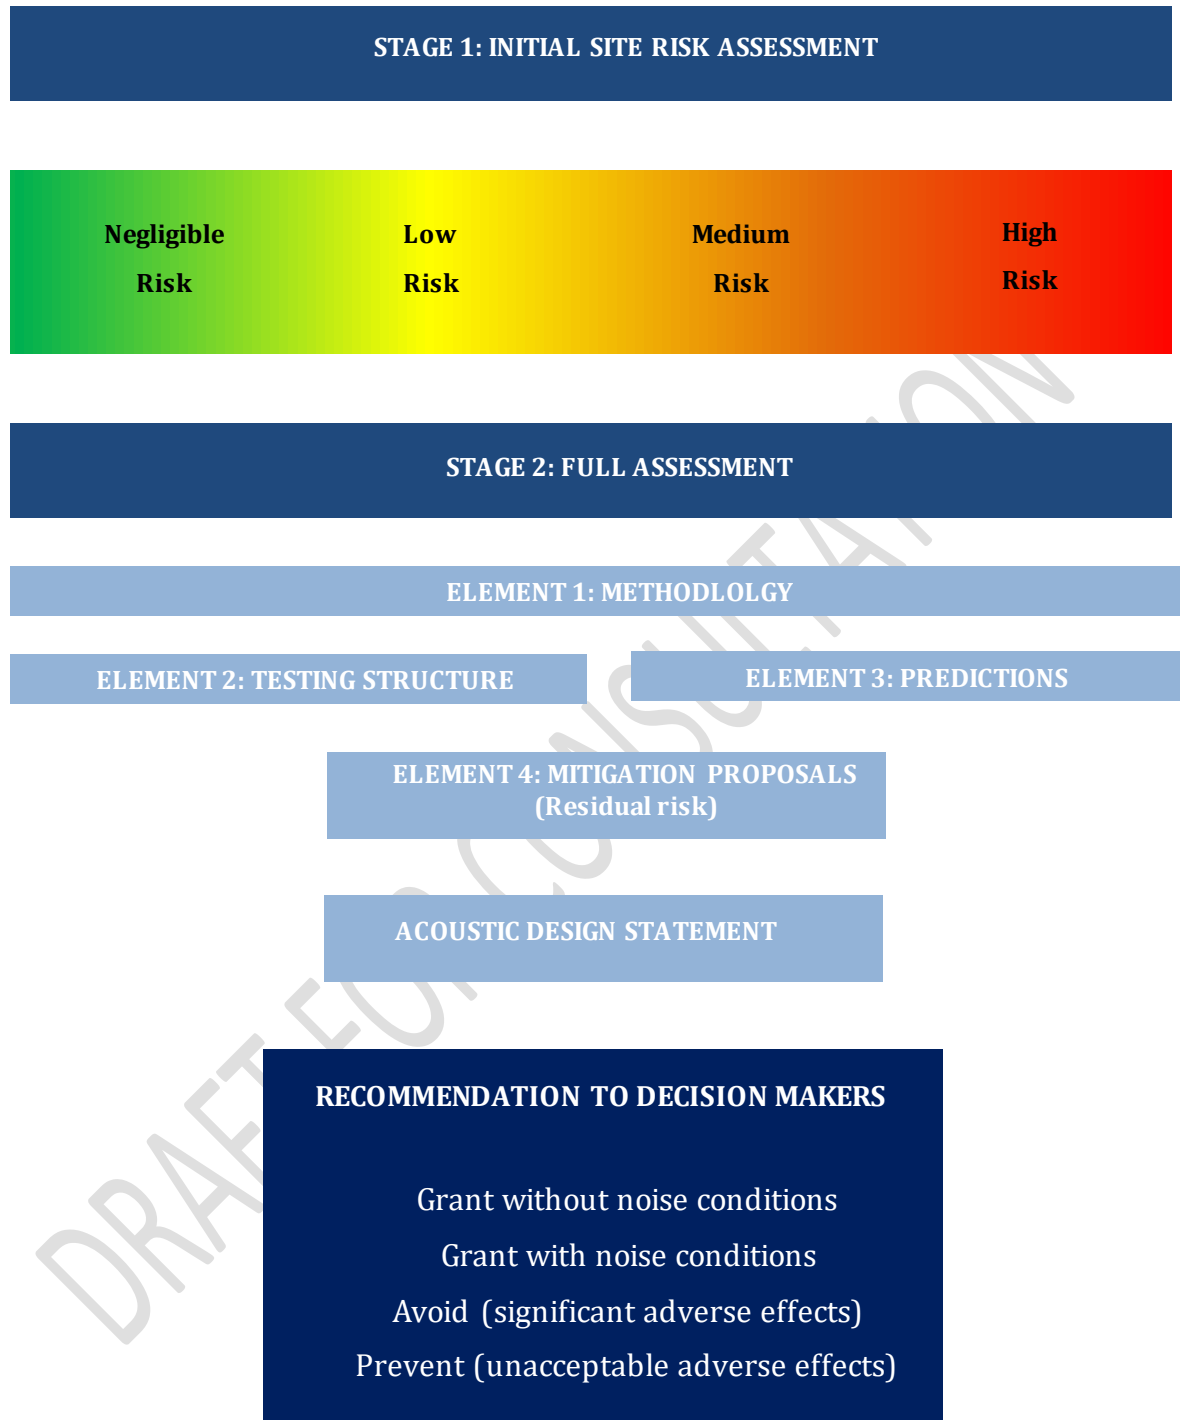 STAGE 1: INITIAL SITE RISK ASSESSMENT
Negligible Low Medium High
Risk Risk Risk Risk
STAGE 2: FULL ASSESSMENT
ELEMENT 1: METHODLOLGY
ELEMENT 2: TESTING STRUCTURE ELEMENT 3: PREDICTIONS
ELEMENT 4: MITIGATION PROPOSALS
(Residual risk)
ACOUSTIC DESIGN STATEMENT
RECOMMENDATION TO DECISION MAKERS
Grant without noise conditions
Grant with noise conditions
Avoid (significant adverse effects)
Prevent (unacceptable adverse effects)
DRAFT FOR CONSULTATION